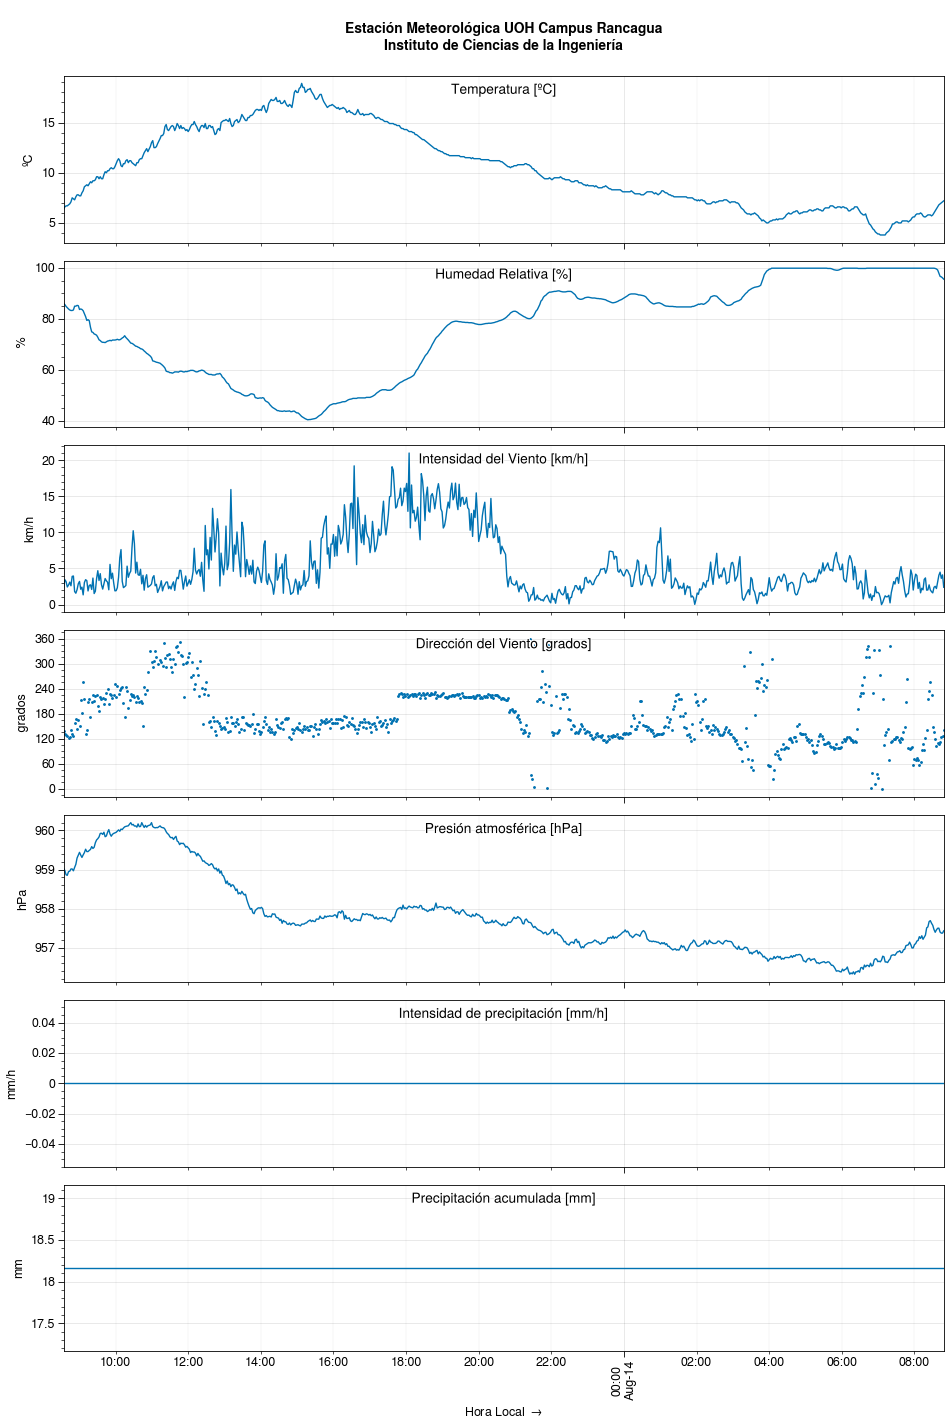 Estación Meteorológica UOH Campus Rancagua
Instituto de Ciencias de la Ingeniería
Temperatura [ºC]
ºC
15
10
5
Humedad Relativa [%]
%
100
80
60
40
Intensidad del Viento [km/h]
km/h
20
15
10
5
0
Dirección del Viento [grados]
grados
360
300
240
180
120
60
0
Presión atmosférica [hPa]
hPa
960
959
958
957
Intensidad de precipitación [mm/h]
mm/h
0.04
0.02
0
−0.02
−0.04
Precipitación acumulada [mm]
mm
19
18.5
18
17.5
10:00 12:00 14:00 16:00 18:00 20:00 22:00 00:00 02:00 04:00 06:00 08:00
Aug-14
Hora Local →